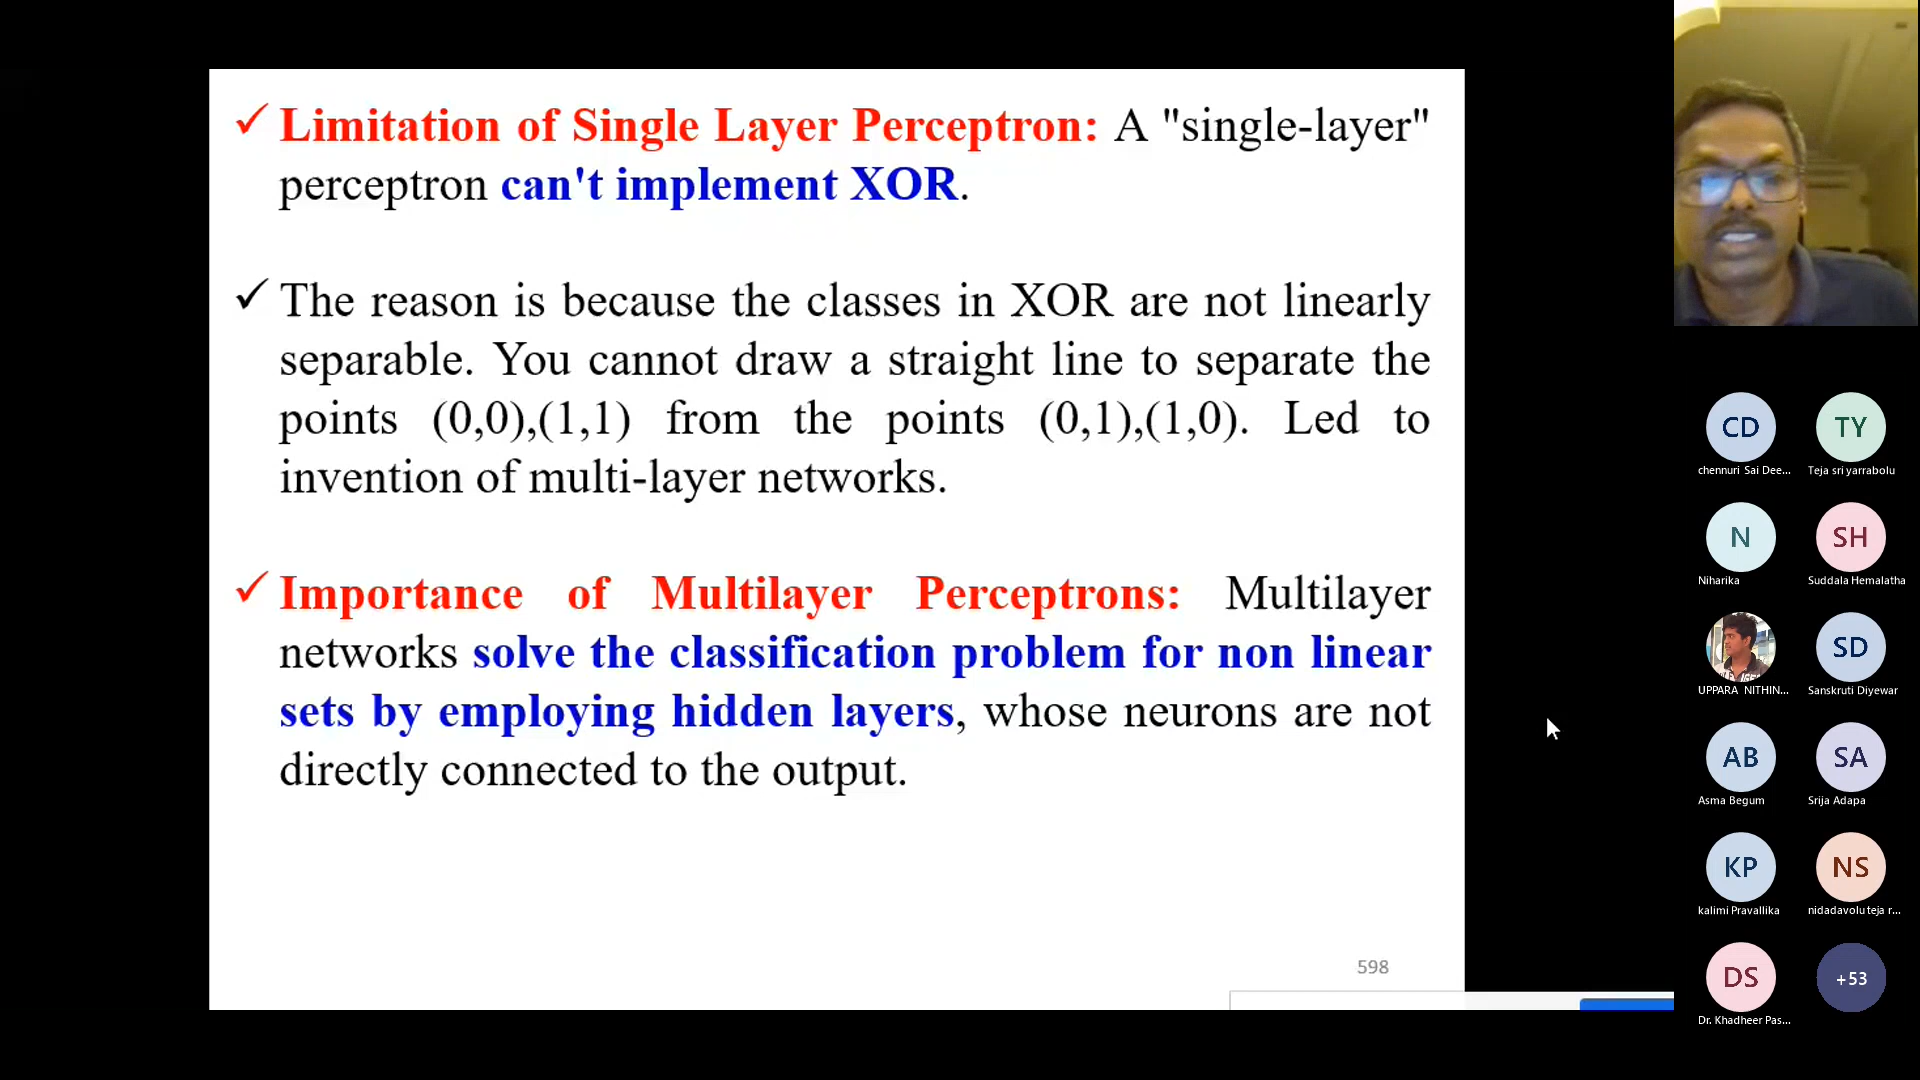 ✓ Limitation of Single Layer Perceptron: A "single-layer"
perceptron can't implement XOR.
✓ The reason is because the classes in XOR are not linearly
separable. You cannot draw a straight line to separate the
points (0,0),(1,1) from the points (0,1),(1,0). Led to
invention of multi-layer networks.
✓ Importance of Multilayer Perceptrons: Multilayer
networks solve the classification problem for non linear
sets by employing hidden layers, whose neurons are not
directly connected to the output.
598
CD
chennuri Sai Dee...
TY
Teja sri yarrabolu
N
Niharika
SH
Suddala Hemalatha
UPPARA NITHIN...
SD
Sanskruti Diyewar
AB
Asma Begum
SA
Srija Adapa
KP
kalimi Pravallika
NS
nidadavolu teja r...
DS
Dr. Khadheer Pas...
+53